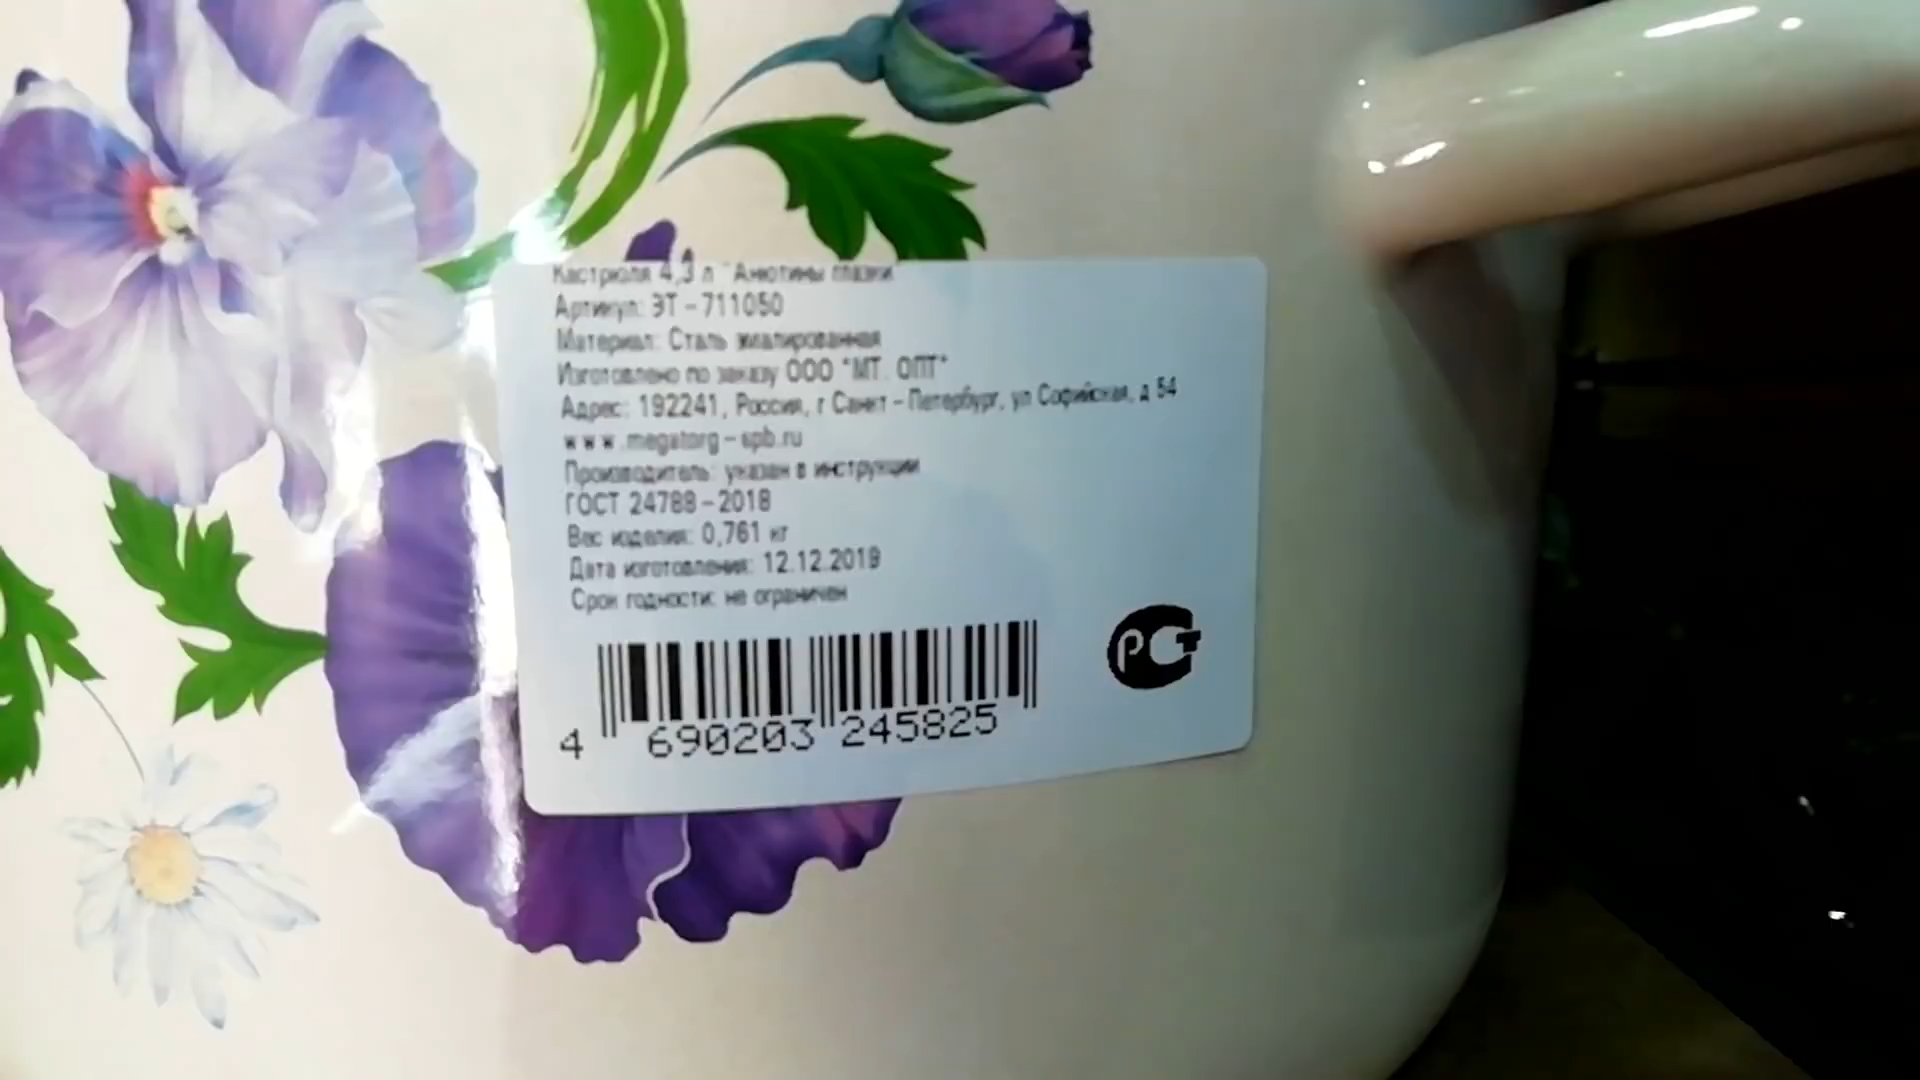 Кастрюля 4,3 л "Анютины глазки"
Артикул: ЭТ - 711050
Материал: Сталь эмалированная
Изготовлено по заказу ООО "МТ. ОПТ"
Адрес: 192241, Россия, г Санкт - Петербург, ул Софийская, д 54
www.megatorg-spb.ru
Производитель: указан в инструкции
ГОСТ 24788-2018
Вес изделия: 0,761 кг
Дата изготовления: 12.12.2019
Срок годности: не ограничен
4 690203 245825
РСТ